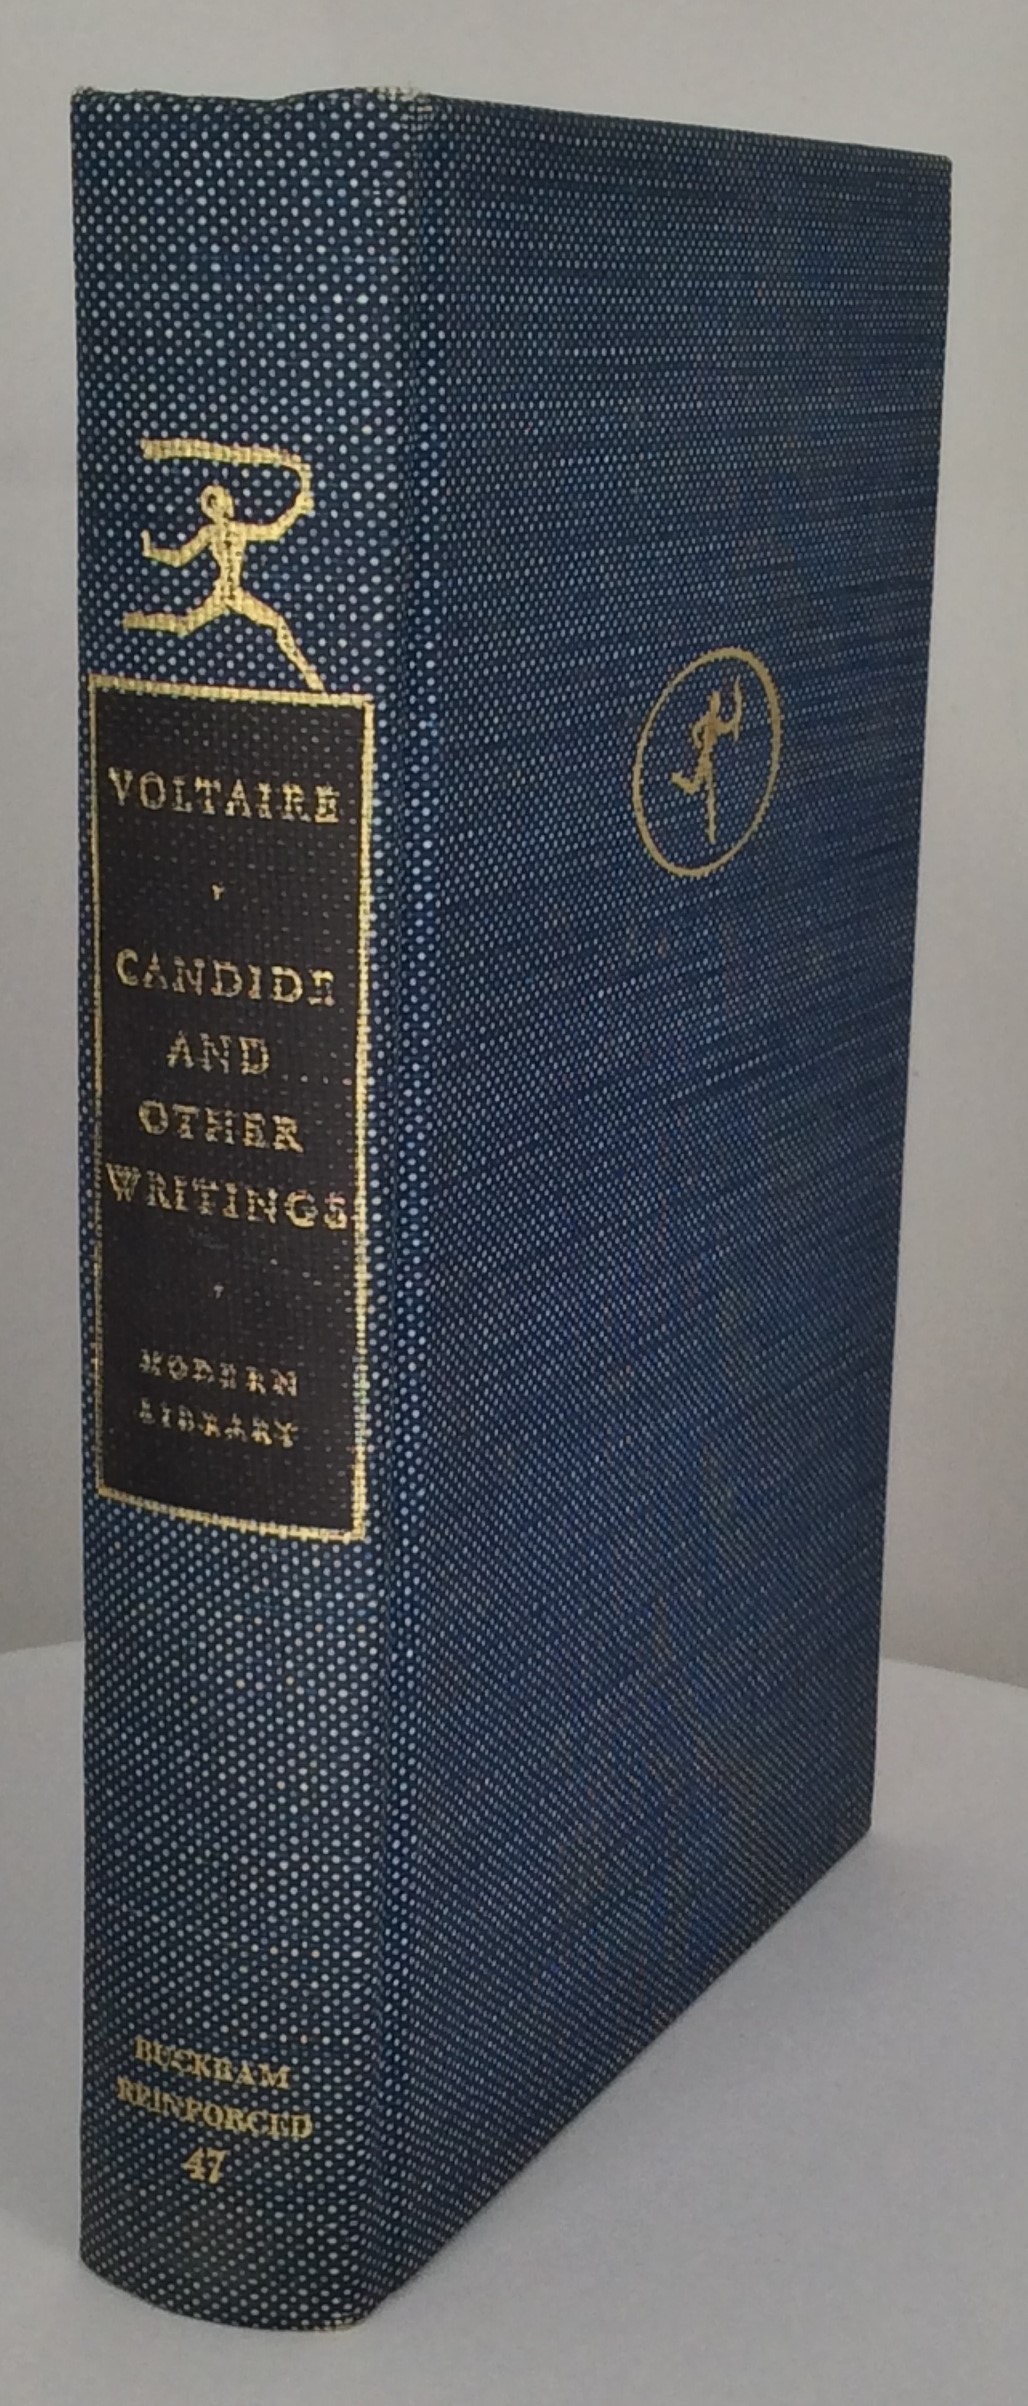 VOLTAIRE
CANDIDE
AND
OTHER
WRITINGS
MODERN
LIBRARY
BUCKRAM
REINFORCED
47